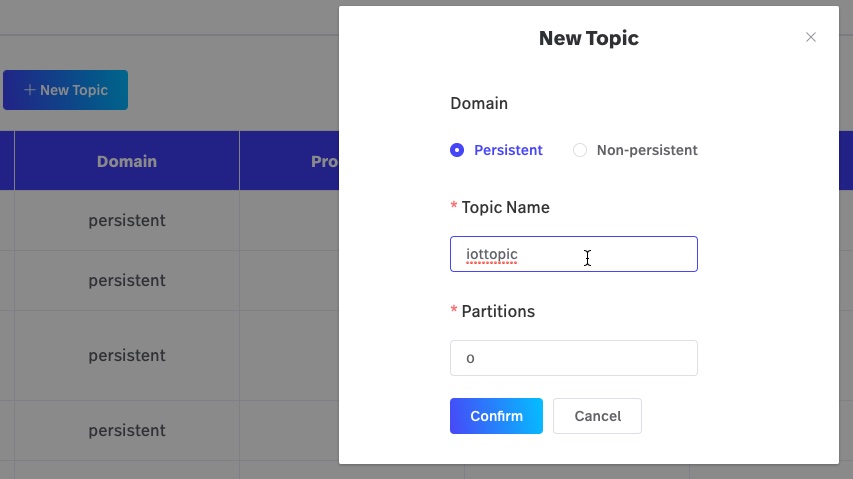 New Topic
+ New Topic
Domain
Persistent Non-persistent
* Topic Name
iottopic
* Partitions
0
Confirm Cancel
Domain Pro
persistent
persistent
persistent
persistent